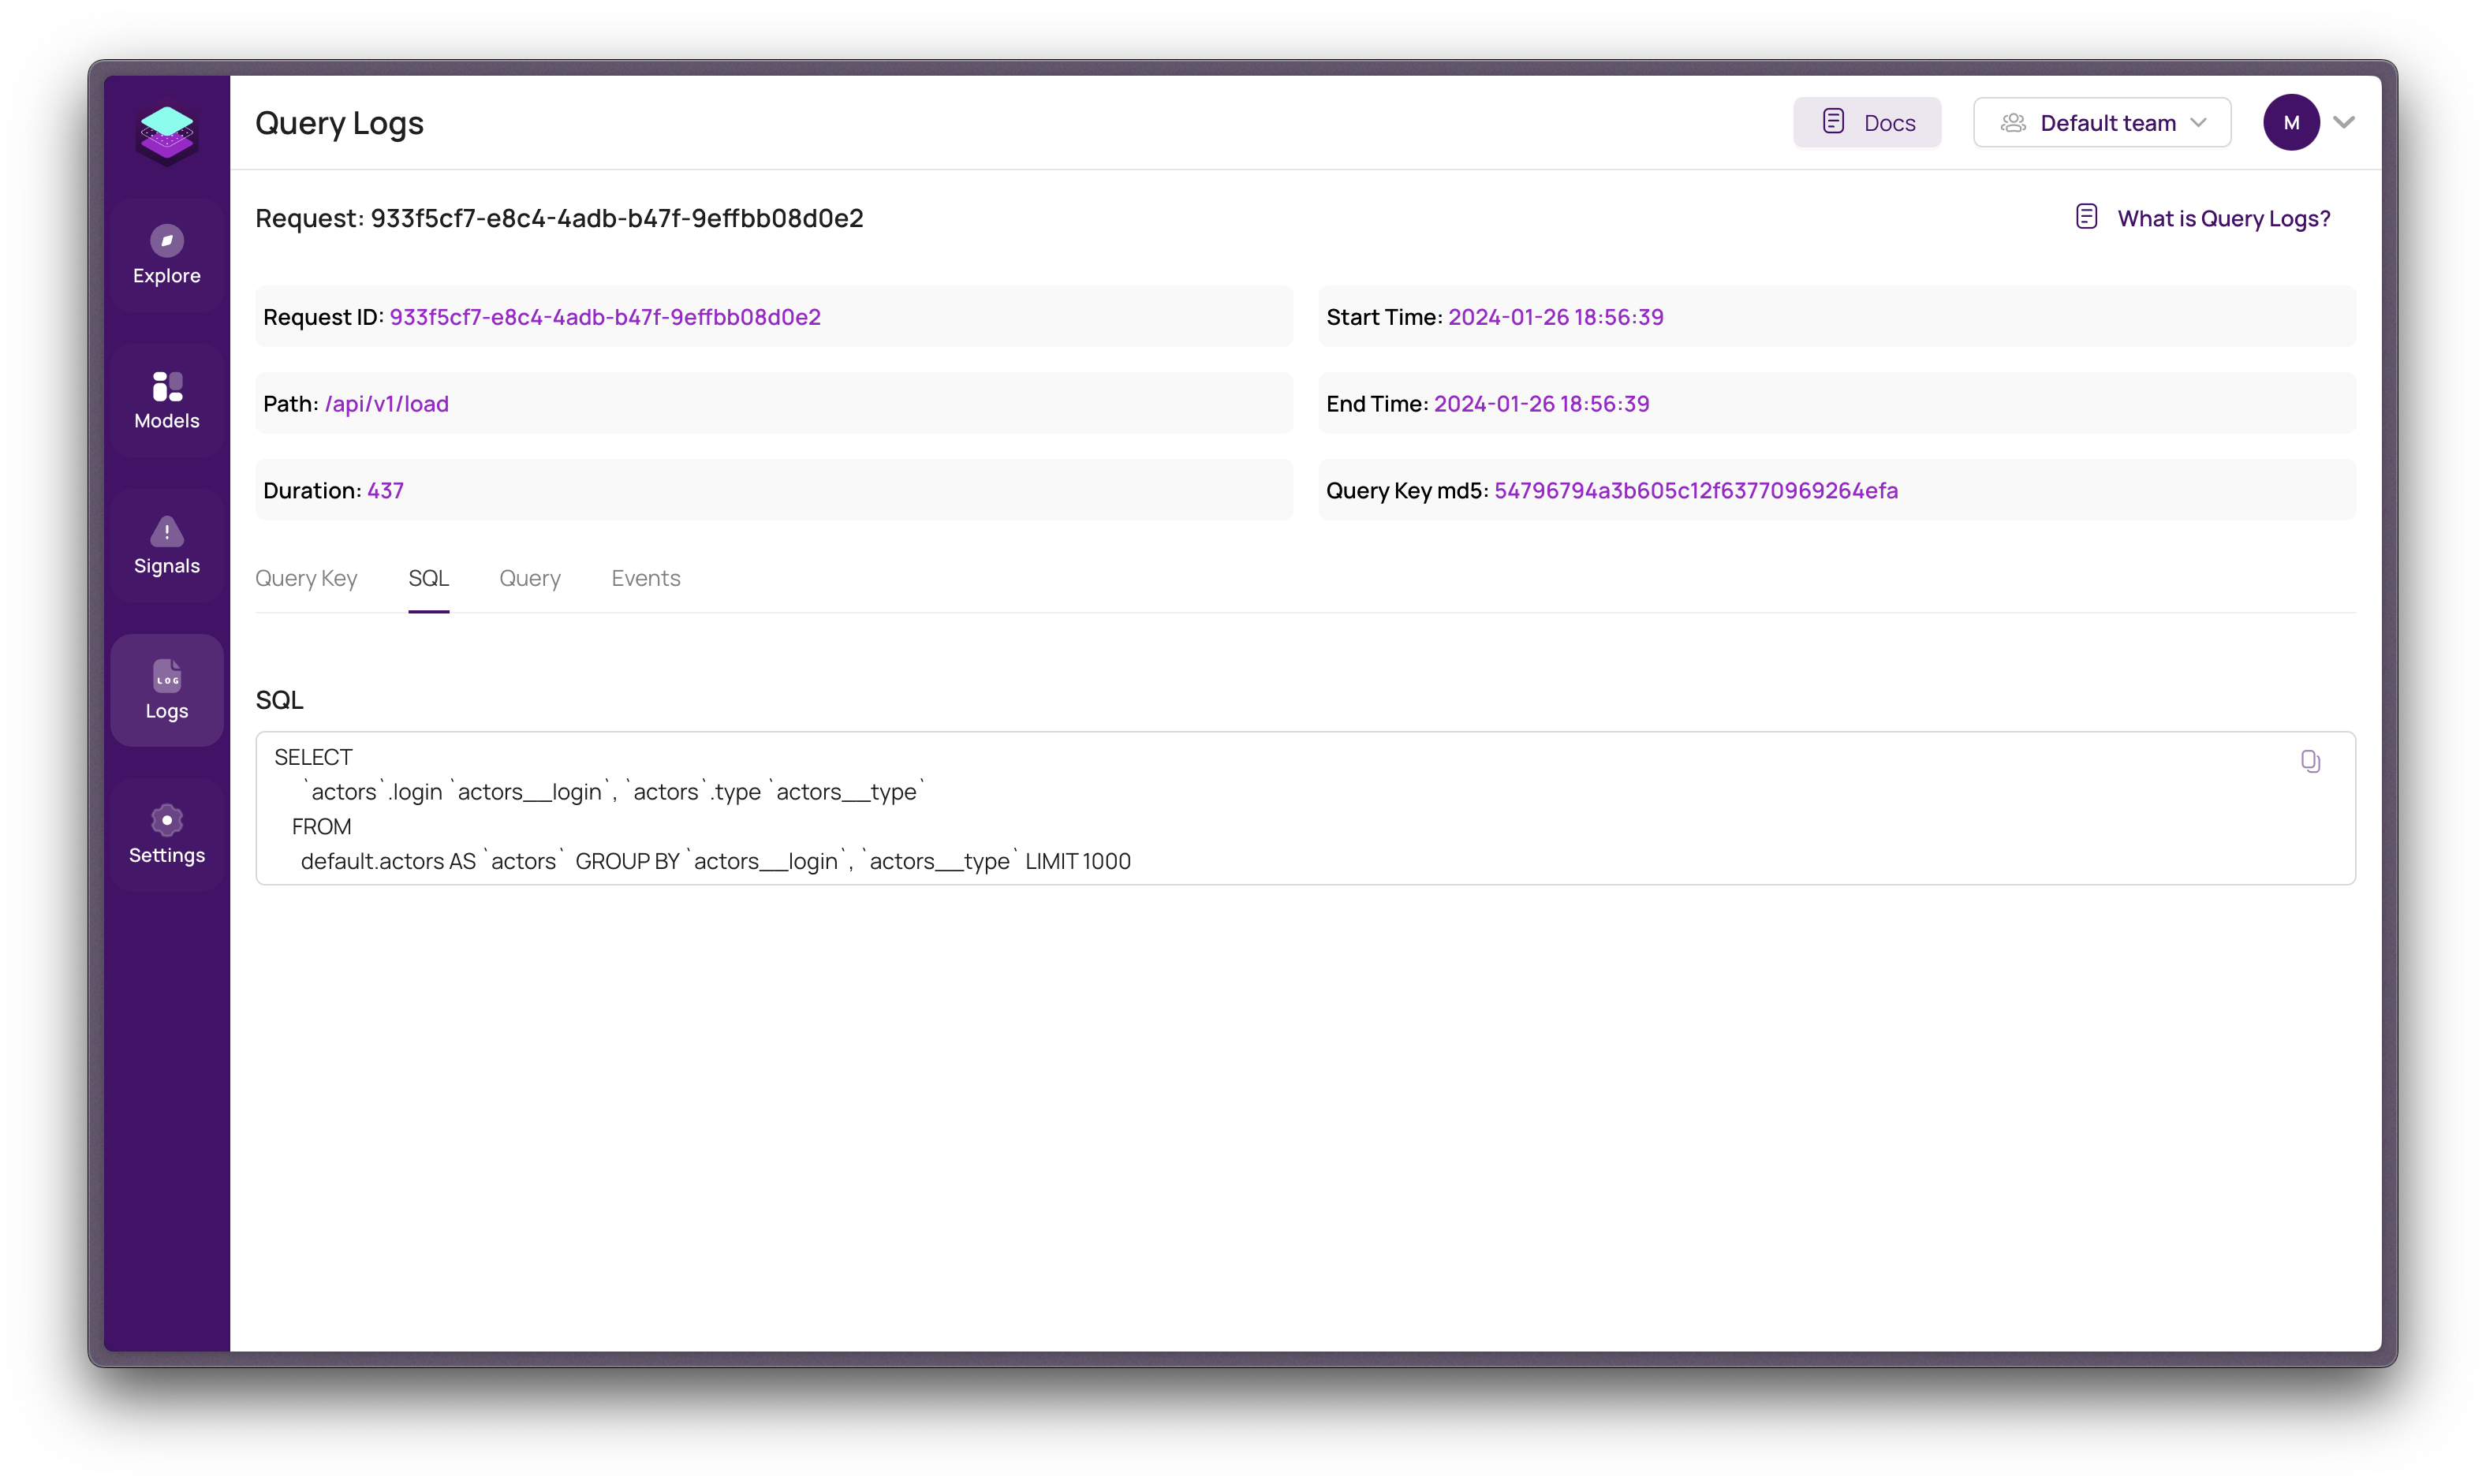 Query Logs
Docs
Default team
M
Explore
Models
Signals
LOG
Logs
Settings
Request: 933f5cf7-e8c4-4adb-b47f-9effbb08d0e2
What is Query Logs?
Request ID: 933f5cf7-e8c4-4adb-b47f-9effbb08d0e2
Start Time: 2024-01-26 18:56:39
Path: /api/v1/load
End Time: 2024-01-26 18:56:39
Duration: 437
Query Key md5: 54796794a3b605c12f63770969264efa
Query Key
SQL
Query
Events
SQL
SELECT
`actors`.login `actors__login`, `actors`.type `actors__type`
FROM
default.actors AS `actors` GROUP BY `actors__login`, `actors__type` LIMIT 1000